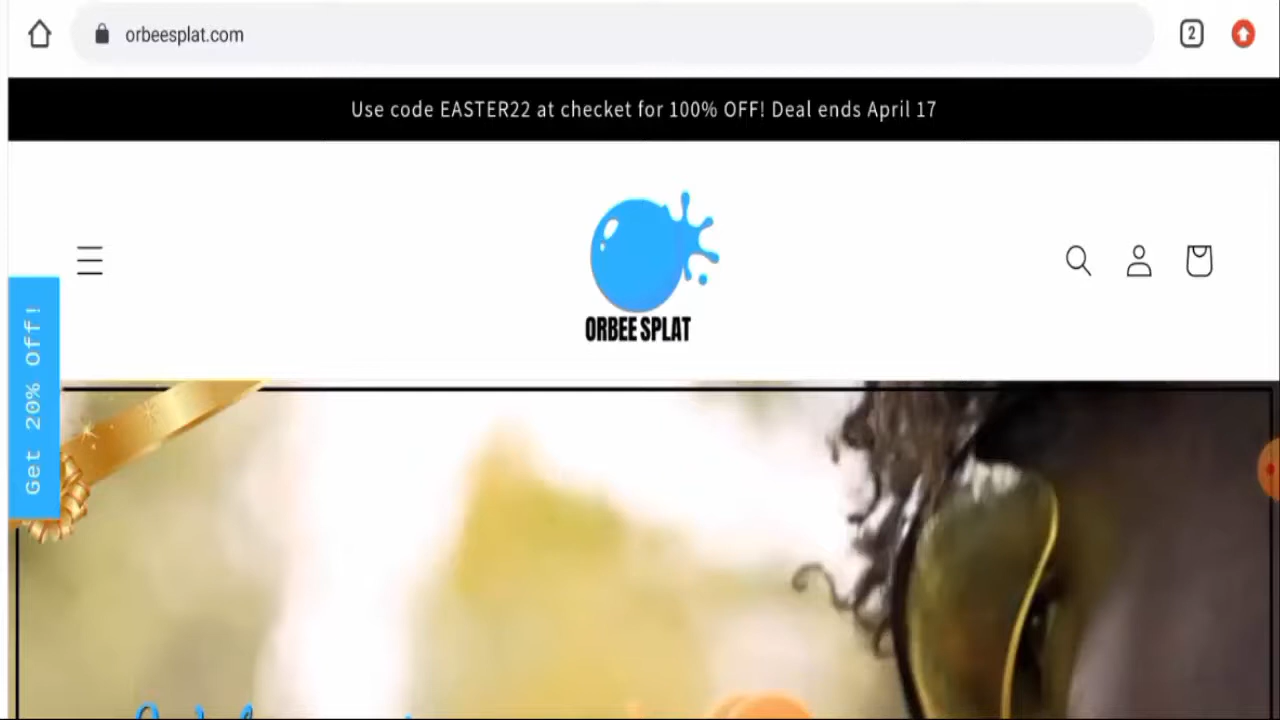 orbeesplat.com
2
Use code EASTER22 at checket for 100% OFF! Deal ends April 17
ORBEE SPLAT
Get 20% Off!